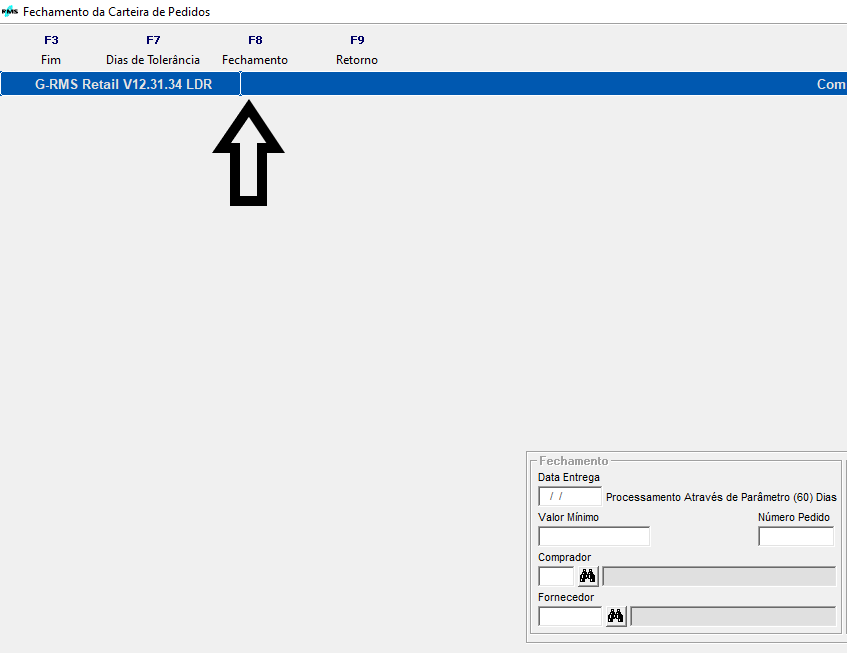 RMS Fechamento da Carteira de Pedidos
F3 F7 F8 F9
Fim Dias de Tolerância Fechamento Retorno
G-RMS Retail V12.31.34 LDR Com
Fechamento
Data Entrega
/ / Processamento Através de Parâmetro (60) Dias
Valor Mínimo Número Pedido
Comprador
Fornecedor